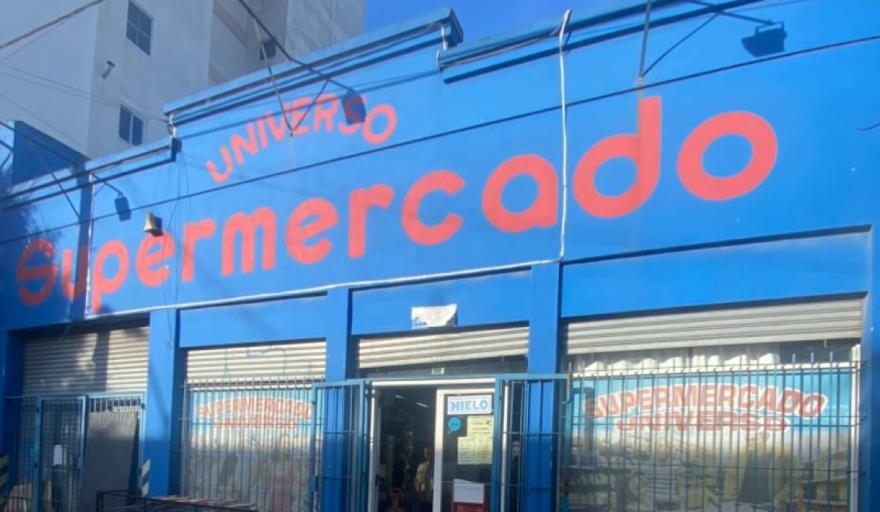 UNIVERSO
Supermercado
HIELO
SUPERMERCADO
UNIVERSO
SUPERMERCADO
UNIVERSO